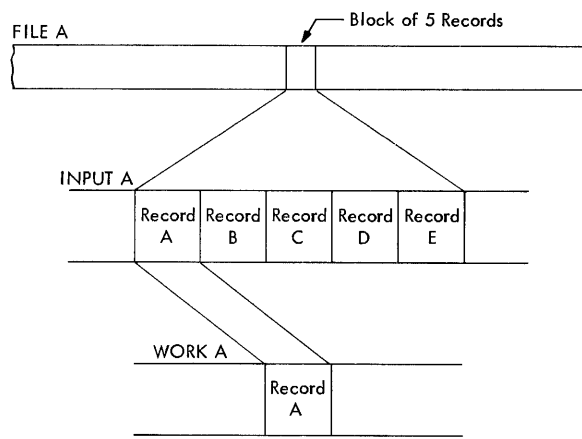 Block of 5 Records
FILE A
INPUT A
Record A
Record B
Record C
Record D
Record E
WORK A
Record A